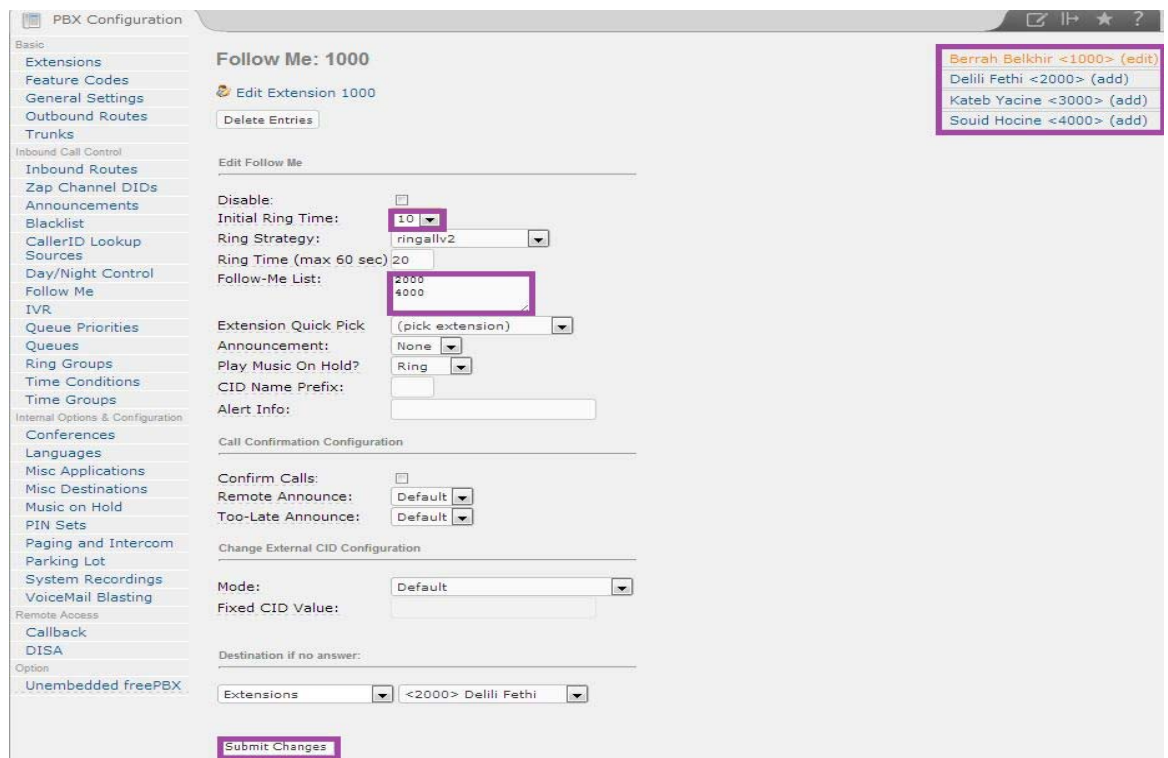 PBX Configuration
?
Basic
Extensions
Feature Codes
General Settings
Outbound Routes
Trunks
Inbound Call Control
Inbound Routes
Zap Channel DIDs
Announcements
Blacklist
CallerID Lookup
Sources
Day/Night Control
Follow Me
IVR
Queue Priorities
Queues
Ring Groups
Time Conditions
Time Groups
Internal Options & Configuration
Conferences
Languages
Misc Applications
Misc Destinations
Music on Hold
PIN Sets
Paging and Intercom
Parking Lot
System Recordings
VoiceMail Blasting
Remote Access
Callback
DISA
Option
Unembedded freePBX
Follow Me: 1000
Edit Extension 1000
Delete Entries
Edit Follow Me
Disable:
Initial Ring Time: 10
Ring Strategy: ringallv2
Ring Time (max 60 sec) 20
Follow-Me List: 2000
4000
Extension Quick Pick (pick extension)
Announcement: None
Play Music On Hold? Ring
CID Name Prefix:
Alert Info:
Call Confirmation Configuration
Confirm Calls:
Remote Announce: Default
Too-Late Announce: Default
Change External CID Configuration
Mode: Default
Fixed CID Value:
Destination if no answer:
Extensions <2000> Delili Fethi
Submit Changes
Berrah Belkhir <1000> (edit)
Delili Fethi <2000> (add)
Kateb Yacine <3000> (add)
Souid Hocine <4000> (add)